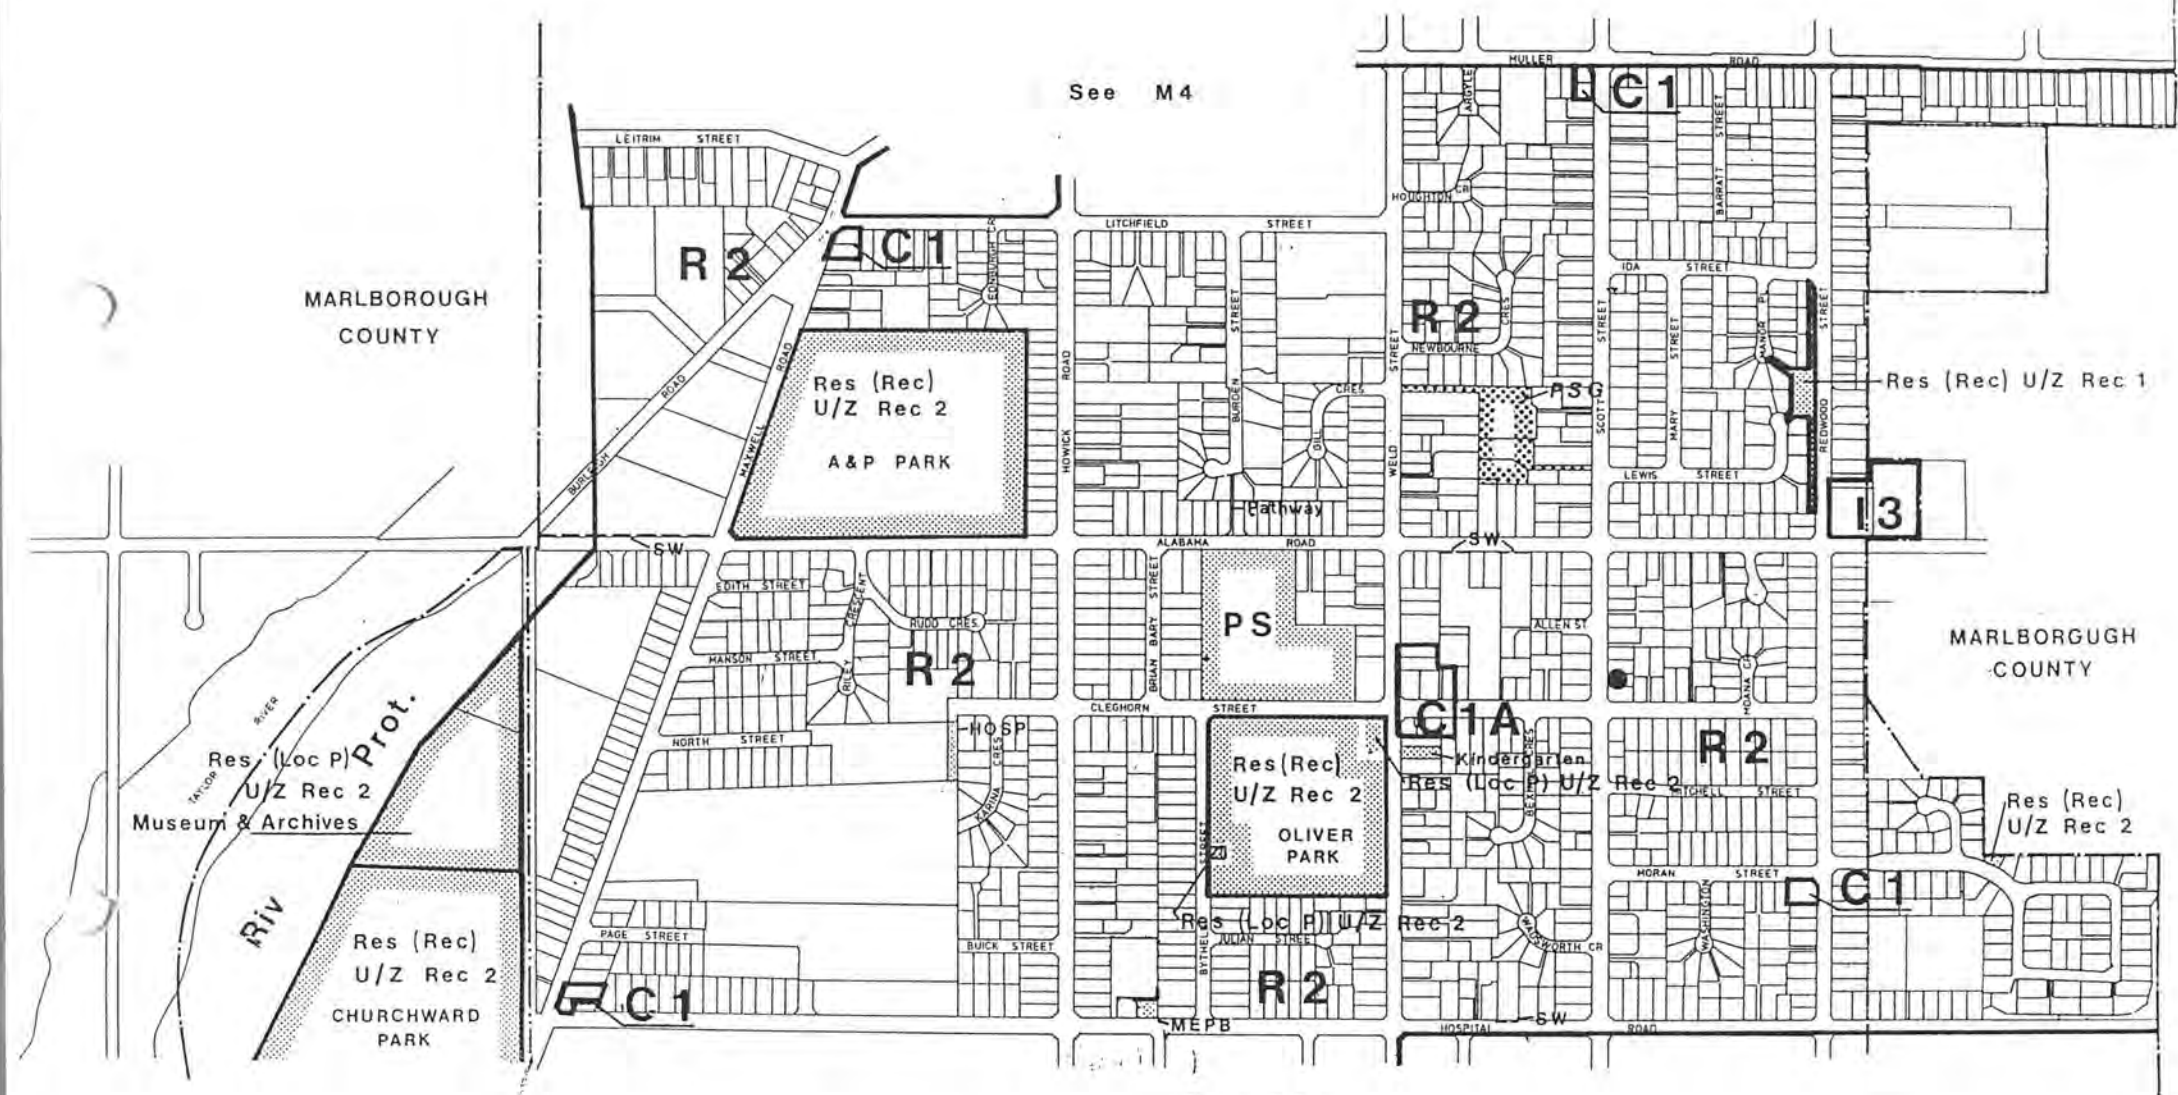 MULLER ROAD
See M4
ARGYLE
C1
BARRATT STREET
LEITRIM STREET
HOUGHTON CR
LITCHFIELD STREET
EDINBURGH CR
C1
R2
IDA STREET
MARLBOROUGH
COUNTY
R2
CRES
NEWBOURNE
BURDEN STREET
WELD STREET
SCOTT STREET
MARY STREET
MANOR PL
REDWOOD STREET
Res (Rec)
U/Z Rec 2
A&P PARK
BURLEIGH ROAD
MAXWELL ROAD
HOWICK ROAD
GILL CRES
PSG
Res (Rec) U/Z Rec 1
LEWIS STREET
I3
Pathway
SW
ALABAMA ROAD
SW
EDITH STREET
RILEY CRESCENT
RUDD CRES
MANSON STREET
R2
BRIAN BARY STREET
PS
ALLEN ST
MOANA CR
MARLBORGUGH
COUNTY
CLEGHORN STREET
C1A
R2
TAYLOR RIVER
Riv Prot.
Res (Loc P)
U/Z Rec 2
Museum & Archives
NORTH STREET
HOSP
KARINA CRES
Res (Rec)
U/Z Rec 2
OLIVER
PARK
Kindergarten
Res (Loc P) U/Z Rec 2
CRES
MITCHELL STREET
Res (Rec)
U/Z Rec 2
MORAN STREET
C1
WASHINGTON
Res (Rec)
U/Z Rec 2
CHURCHWARD
PARK
PAGE STREET
BUICK STREET
STREET
Res (Loc P) U/Z Rec 2
JULIAN STREET
WADSWORTH CR
C1
R2
MEPB
HOSPITAL ROAD
SW